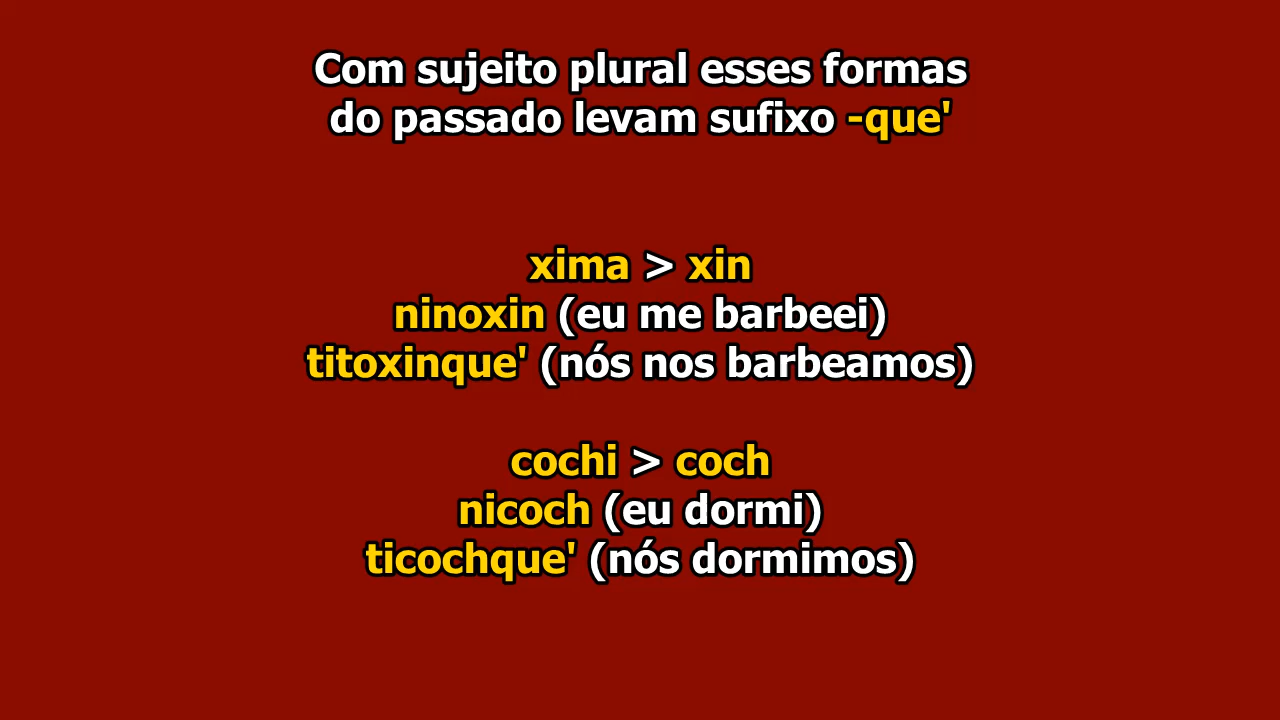 Com sujeito plural esses formas
do passado levam sufixo -que'
xima > xin
ninoxin (eu me barbeei)
titoxinque' (nós nos barbeamos)
cochi > coch
nicoch (eu dormi)
ticochque' (nós dormimos)